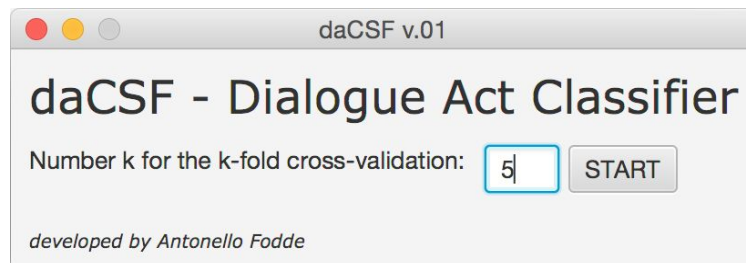 daCSF v.01
daCSF - Dialogue Act Classifier
Number k for the k-fold cross-validation: 5 START
developed by Antonello Fodde